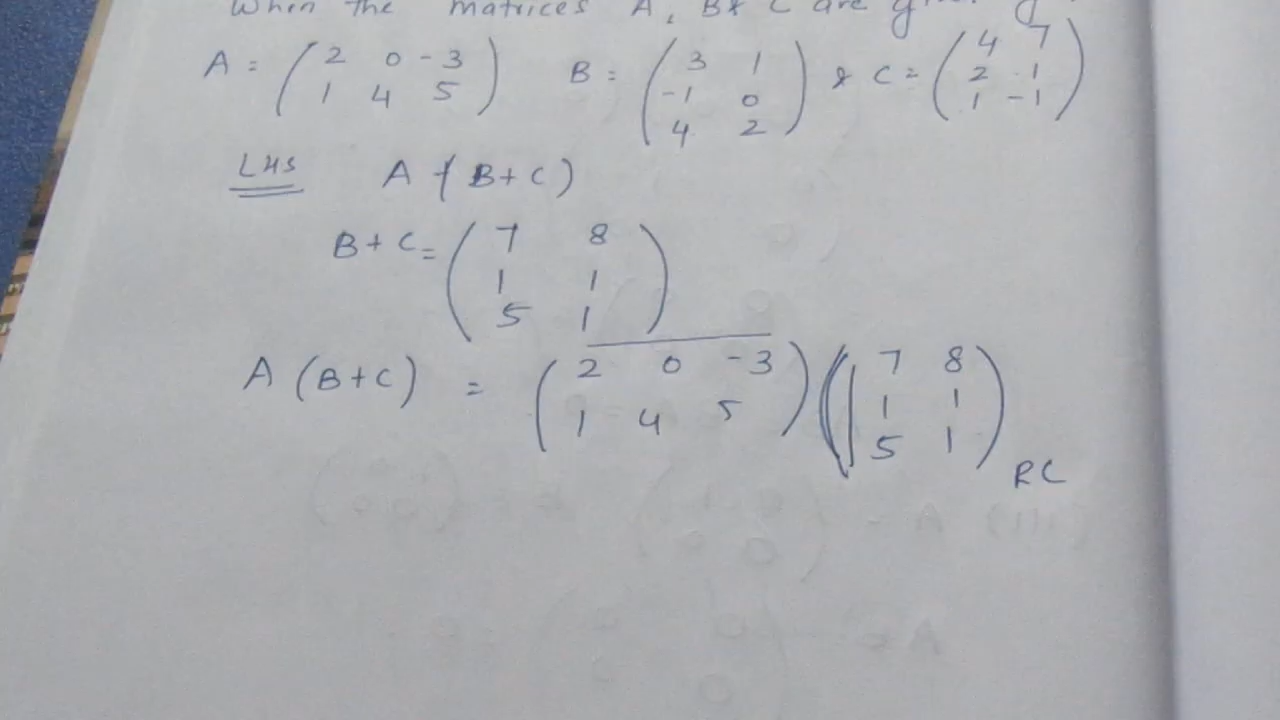 When the matrices A, B & C are
A = ( 2 0 -3 B = ( 3 1 & C = ( 4 7
1 4 5 ) -1 0 2 1
4 2 ) 1 -1 )
LHS A (B+C)
B+C = ( 7 8
1 1
5 1 )
A (B+C) = ( 2 0 -3 ) ( 7 8
1 4 5 1 1
5 1 )
RC